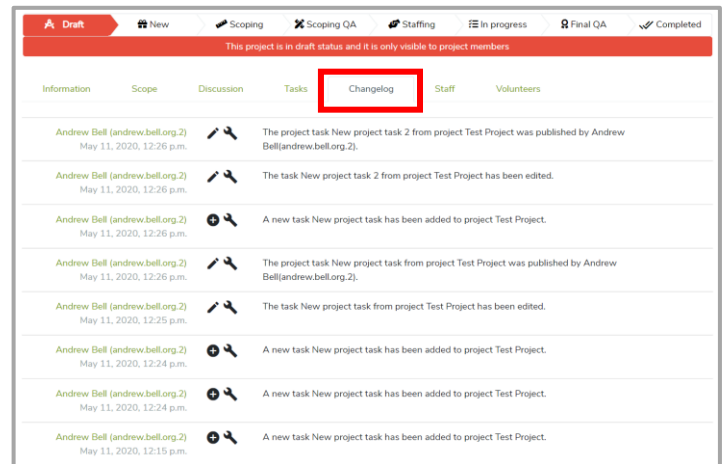 Draft New Scoping Scoping QA Staffing In progress Final QA Completed
This project is in draft status and it is only visible to project members
Information Scope Discussion Tasks Changelog Staff Volunteers
Andrew Bell (andrew.bell.org.2) The project task New project task 2 from project Test Project was published by Andrew
May 11, 2020, 12:26 p.m. Bell(andrew.bell.org.2).
Andrew Bell (andrew.bell.org.2) The task New project task 2 from project Test Project has been edited.
May 11, 2020, 12:26 p.m.
Andrew Bell (andrew.bell.org.2) A new task New project task has been added to project Test Project.
May 11, 2020, 12:26 p.m.
Andrew Bell (andrew.bell.org.2) The project task New project task from project Test Project was published by Andrew
May 11, 2020, 12:26 p.m. Bell(andrew.bell.org.2).
Andrew Bell (andrew.bell.org.2) The task New project task from project Test Project has been edited.
May 11, 2020, 12:25 p.m.
Andrew Bell (andrew.bell.org.2) A new task New project task has been added to project Test Project.
May 11, 2020, 12:24 p.m.
Andrew Bell (andrew.bell.org.2) A new task New project task has been added to project Test Project.
May 11, 2020, 12:24 p.m.
Andrew Bell (andrew.bell.org.2) A new task New project task has been added to project Test Project.
May 11, 2020, 12:15 p.m.